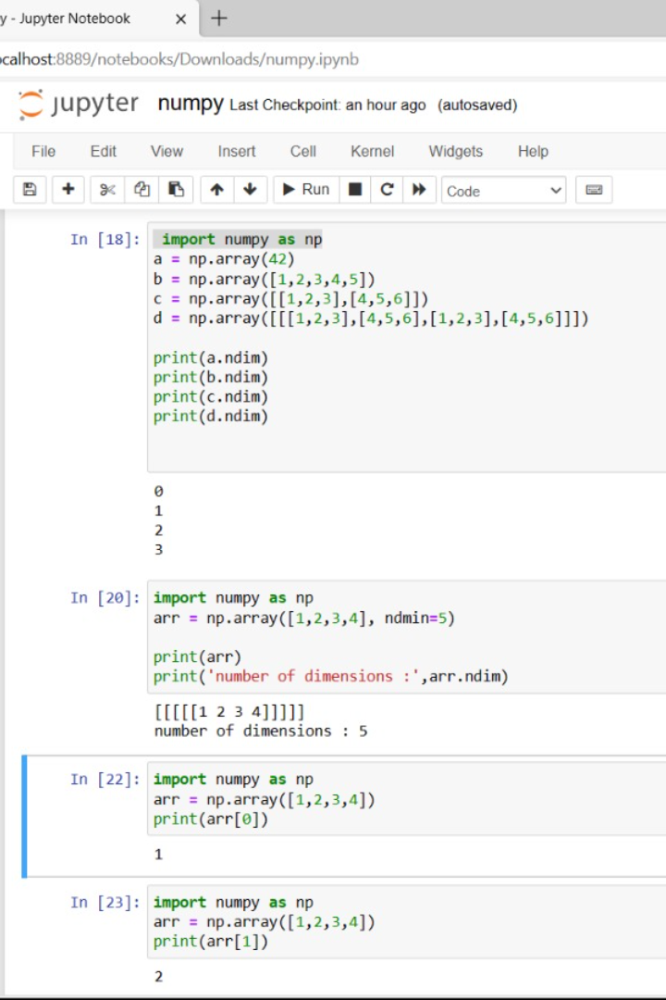 y - Jupyter Notebook
ocalhost:8889/notebooks/Downloads/numpy.ipynb
jupyter numpy Last Checkpoint: an hour ago (autosaved)
File Edit View Insert Cell Kernel Widgets Help
Run Code
In [18]: import numpy as np
a = np.array(42)
b = np.array([1,2,3,4,5])
c = np.array([[1,2,3],[4,5,6]])
d = np.array([[[1,2,3],[4,5,6],[1,2,3],[4,5,6]]])
print(a.ndim)
print(b.ndim)
print(c.ndim)
print(d.ndim)
0
1
2
3
In [20]: import numpy as np
arr = np.array([1,2,3,4], ndmin=5)
print(arr)
print('number of dimensions :',arr.ndim)
[[[[[1 2 3 4]]]]]
number of dimensions : 5
In [22]: import numpy as np
arr = np.array([1,2,3,4])
print(arr[0])
1
In [23]: import numpy as np
arr = np.array([1,2,3,4])
print(arr[1])
2